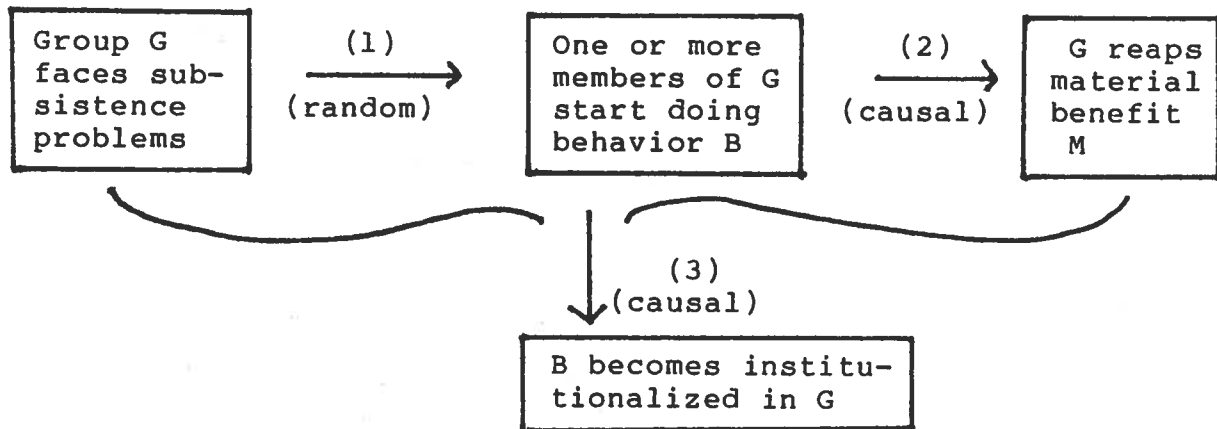 Group G
faces sub-
sistence
problems
(1)
(random)
One or more
members of G
start doing
behavior B
(2)
(causal)
G reaps
material
benefit
M
(3)
(causal)
B becomes institu-
tionalized in G